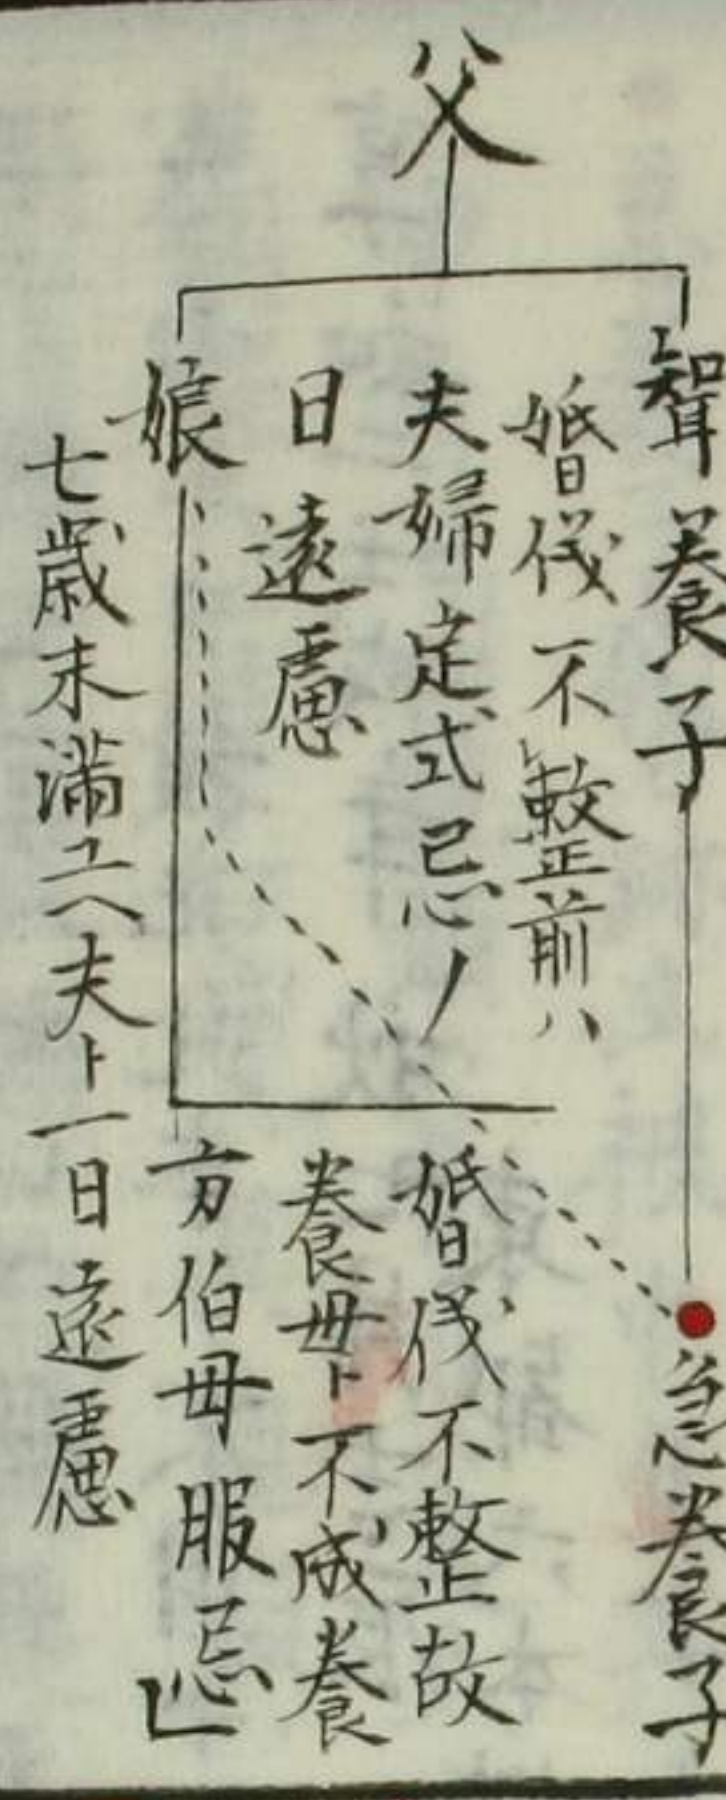 父
聟養子
婚伐不整前ハ
夫婦定式忌ノ
日遠慮
娘
七歳未満ユヘ夫ト一日遠慮
急養子
婚伐不整故
養母ト不成養
方伯母服忌